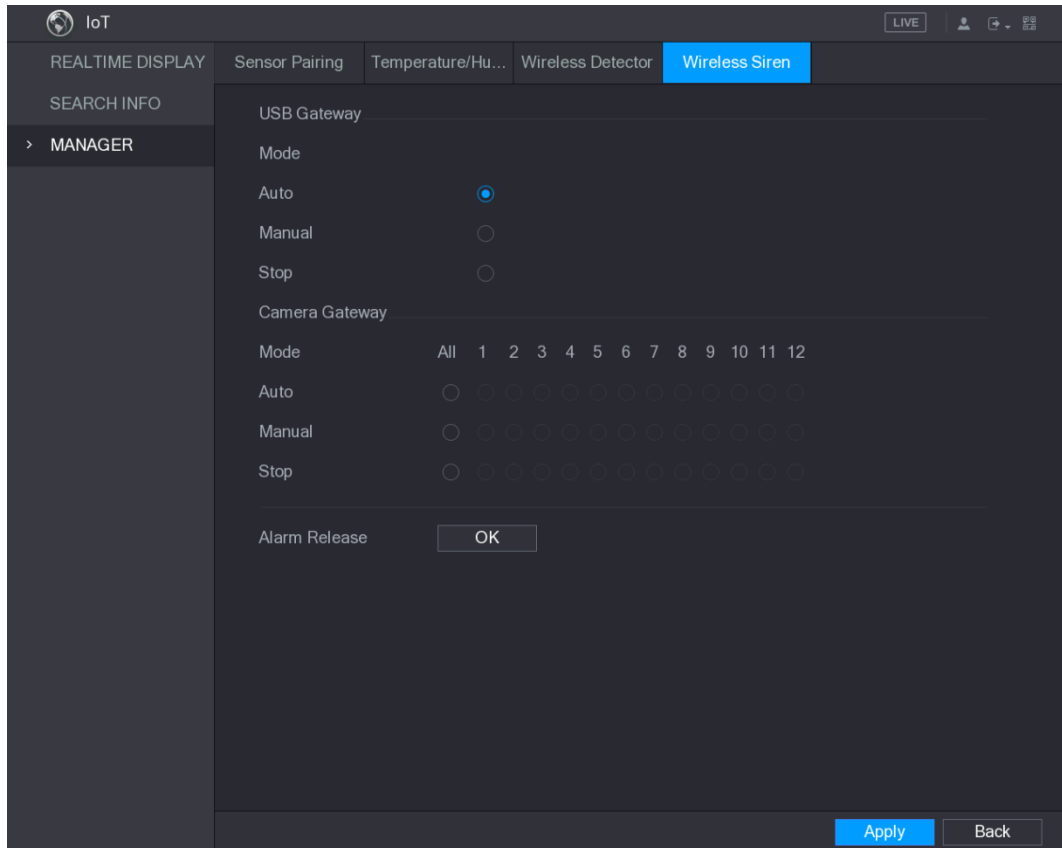 IoT
LIVE
REALTIME DISPLAY
SEARCH INFO
MANAGER
Sensor Pairing Temperature/Hu... Wireless Detector Wireless Siren
USB Gateway
Mode
Auto
Manual
Stop
Camera Gateway
Mode All 1 2 3 4 5 6 7 8 9 10 11 12
Auto
Manual
Stop
Alarm Release OK
Apply Back